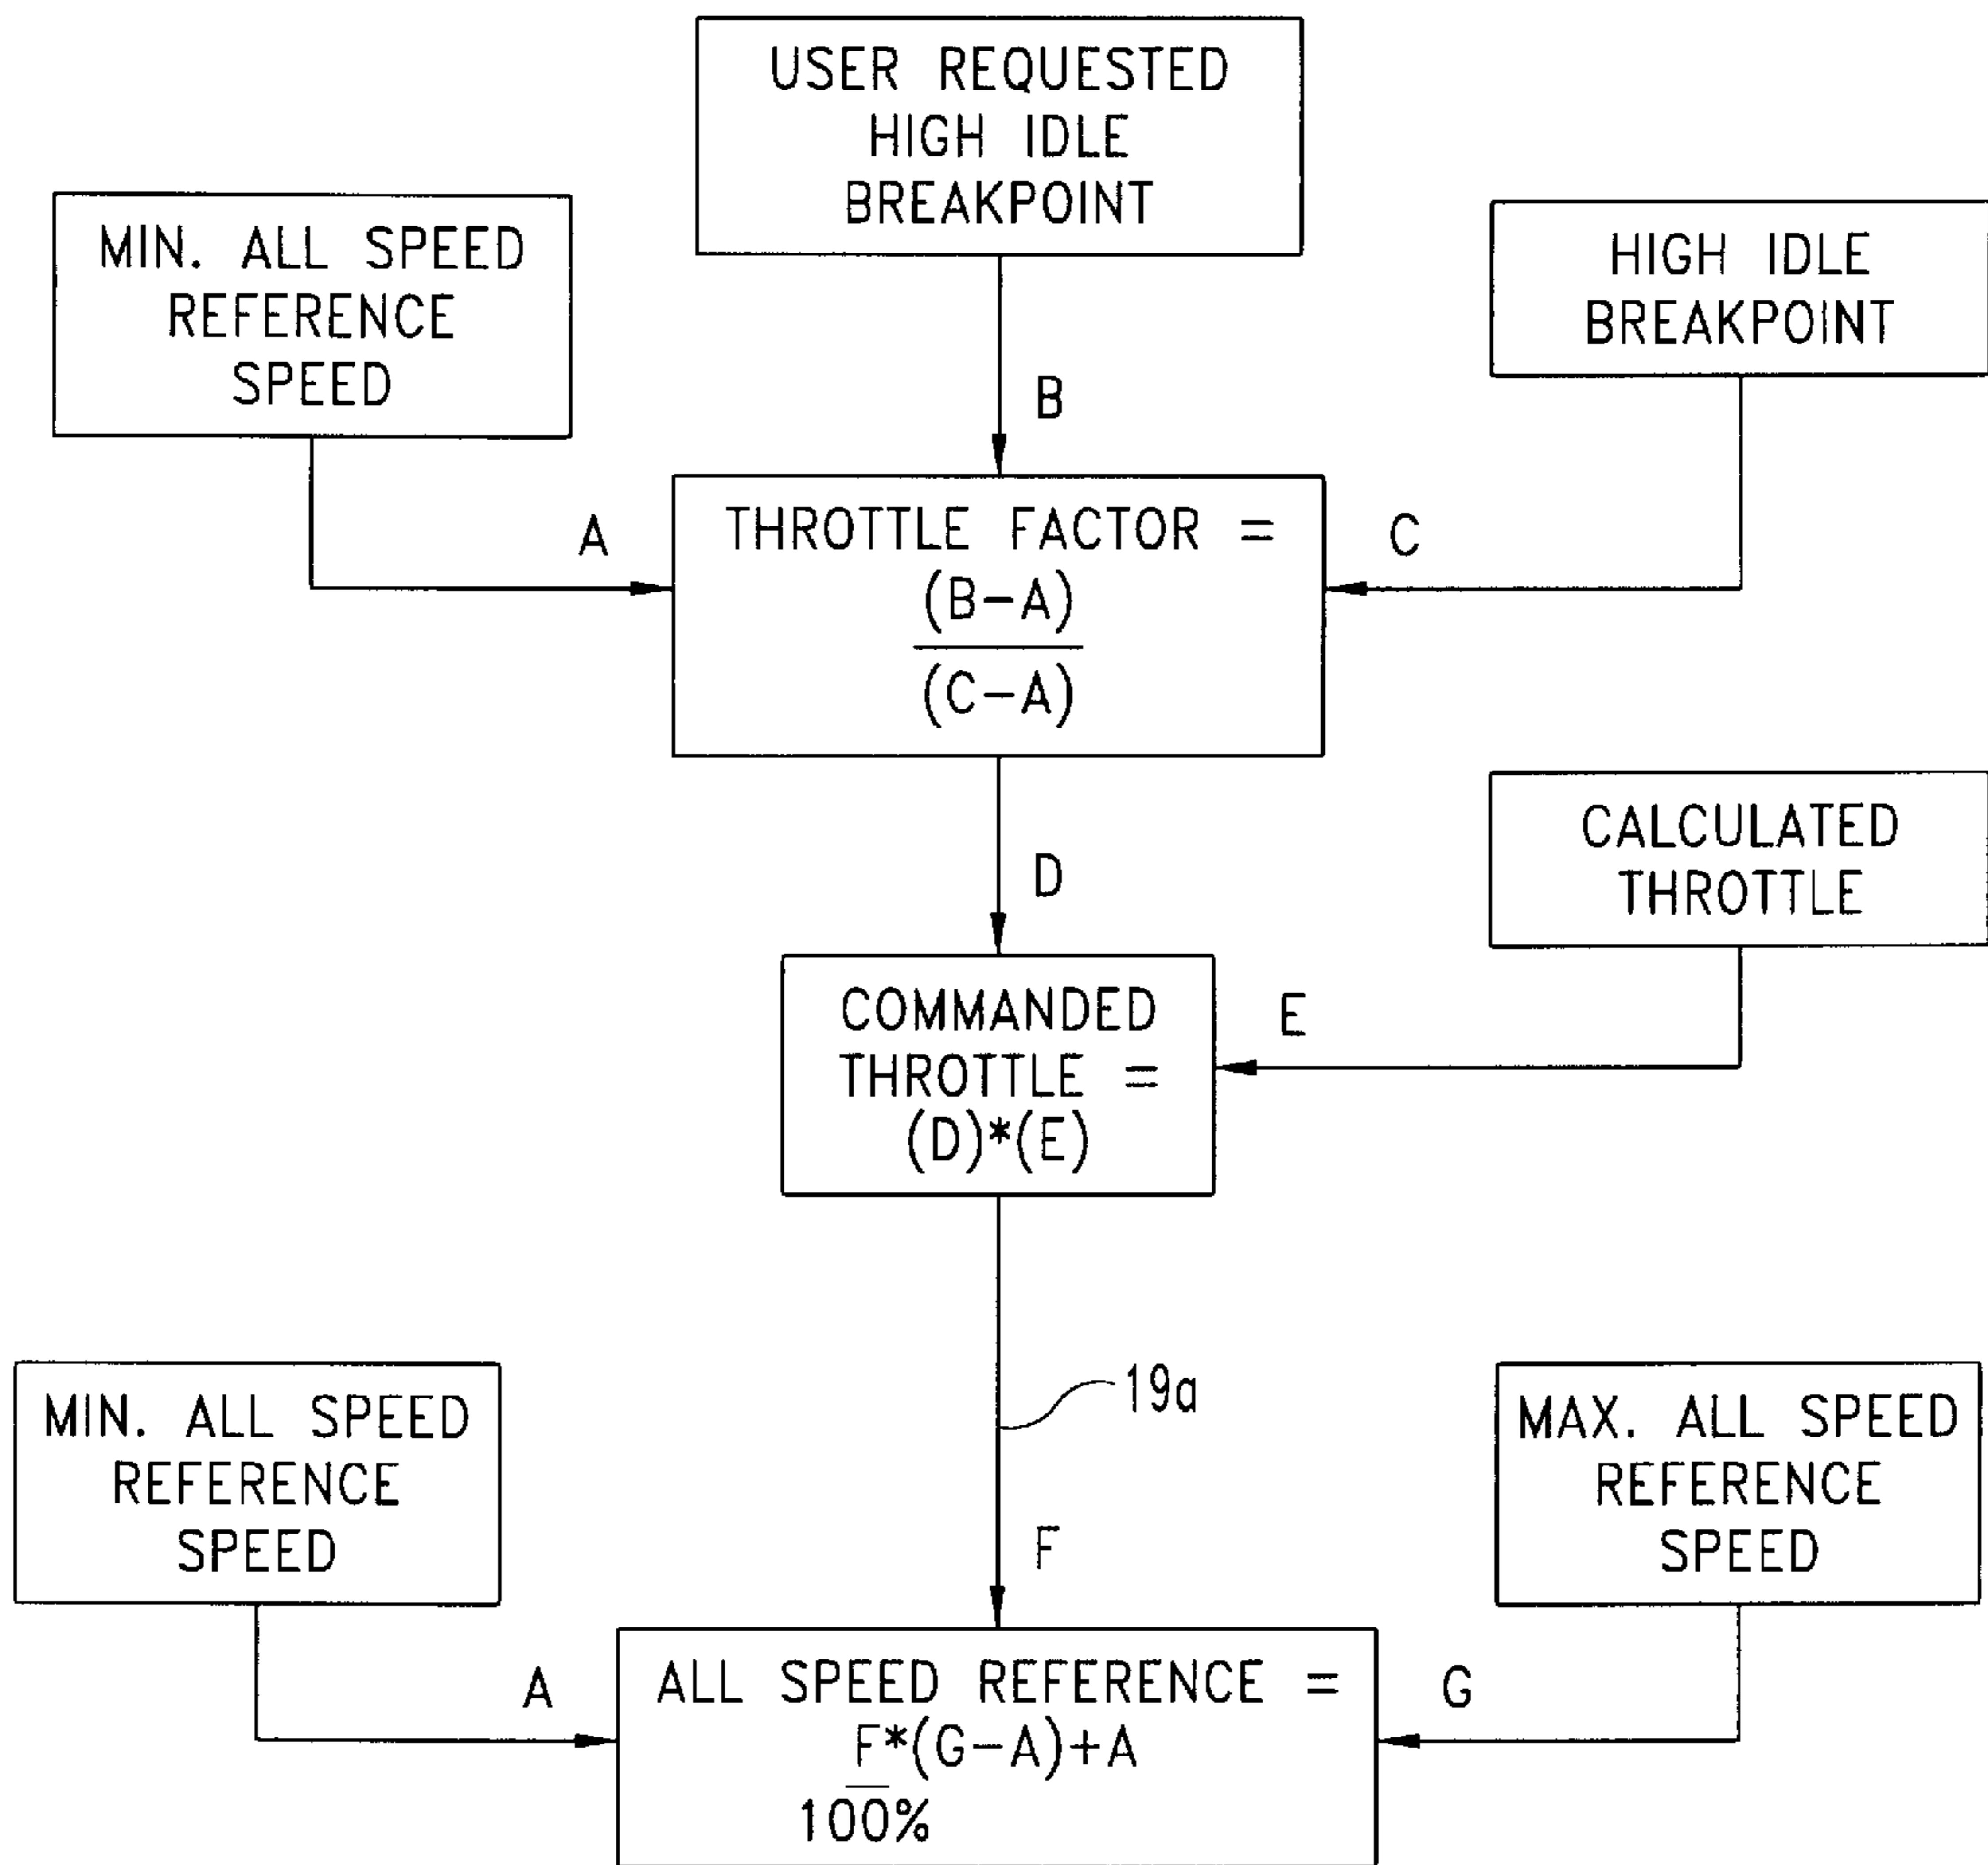 USER REQUESTED
HIGH IDLE
BREAKPOINT
MIN. ALL SPEED
REFERENCE
SPEED
HIGH IDLE
BREAKPOINT
B
A
C
THROTTLE FACTOR =
(B-A)
(C-A)
CALCULATED
THROTTLE
D
COMMANDED
THROTTLE =
(D)*(E)
E
19a
MIN. ALL SPEED
REFERENCE
SPEED
MAX. ALL SPEED
REFERENCE
SPEED
F
A
G
ALL SPEED REFERENCE =
F*(G-A)+A
100%